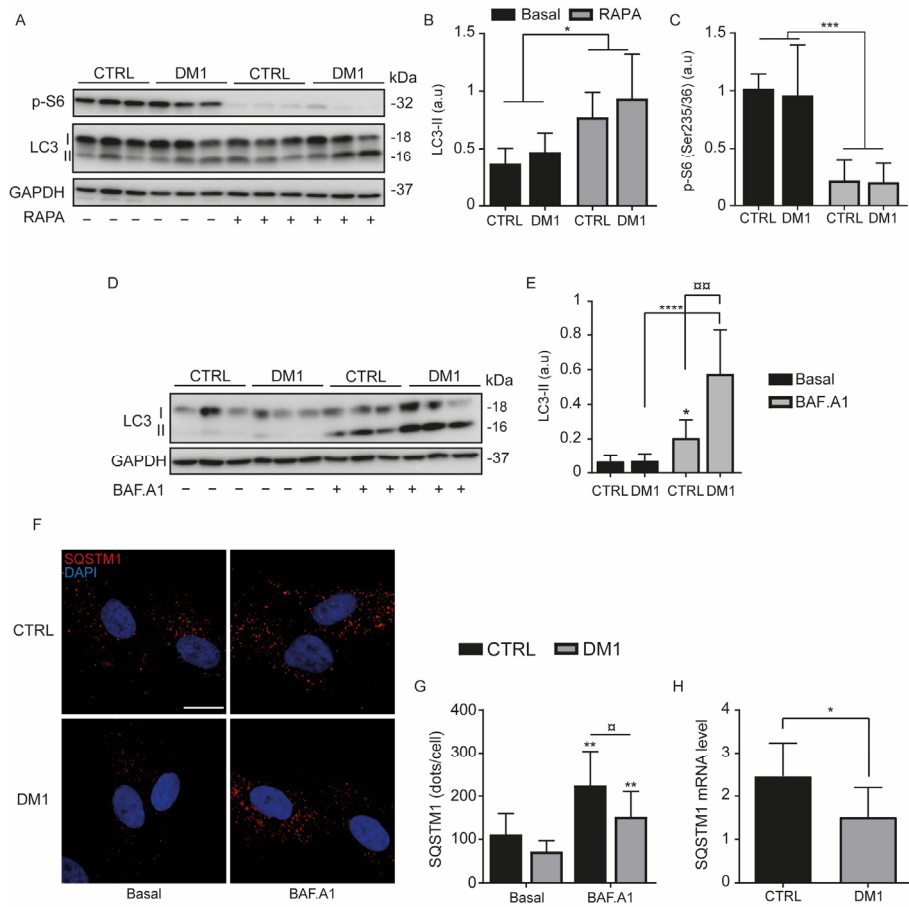 A
CTRL DM1 CTRL DM1 kDa
p-S6 -32
LC3 I -18
II -16
GAPDH -37
RAPA – – – – – – + + + + + +
B
Basal RAPA
LC3-II (a.u)
1.5
1
0.5
0
*
CTRL DM1 CTRL DM1
C
p-S6 (Ser235/36) (a.u)
1.5
1
0.5
0
***
CTRL DM1 CTRL DM1
D
CTRL DM1 CTRL DM1 kDa
LC3 I -18
II -16
GAPDH -37
BAF.A1 – – – – – – + + + + + +
E
LC3-II (a.u)
1
0.8
0.6
0.4
0.2
0
¤¤
****
*
CTRL DM1 CTRL DM1
Basal
BAF.A1
F
SQSTM1
DAPI
CTRL
DM1
Basal BAF.A1
CTRL DM1
G
SQSTM1 (dots/cell)
400
300
200
100
0
¤
**
**
Basal BAF.A1
H
SQSTM1 mRNA level
4
3
2
1
0
*
CTRL DM1